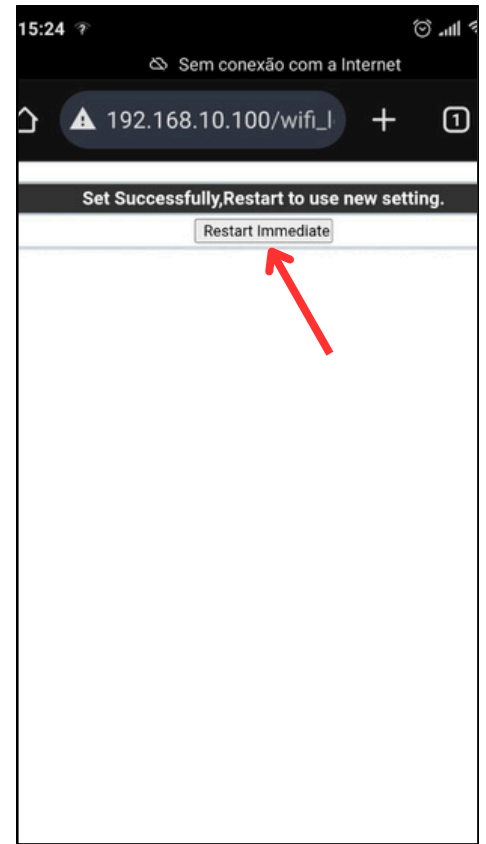 15:24
Sem conexão com a Internet
192.168.10.100/wifi_l
1
Set Successfully,Restart to use new setting.
Restart Immediate